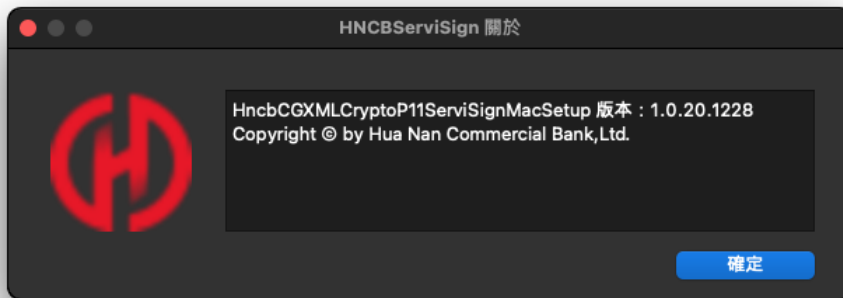 HNCBServiSign 關於
HncbCGXMLCryptoP11ServiSignMacSetup 版本：1.0.20.1228
Copyright © by Hua Nan Commercial Bank,Ltd.
確定